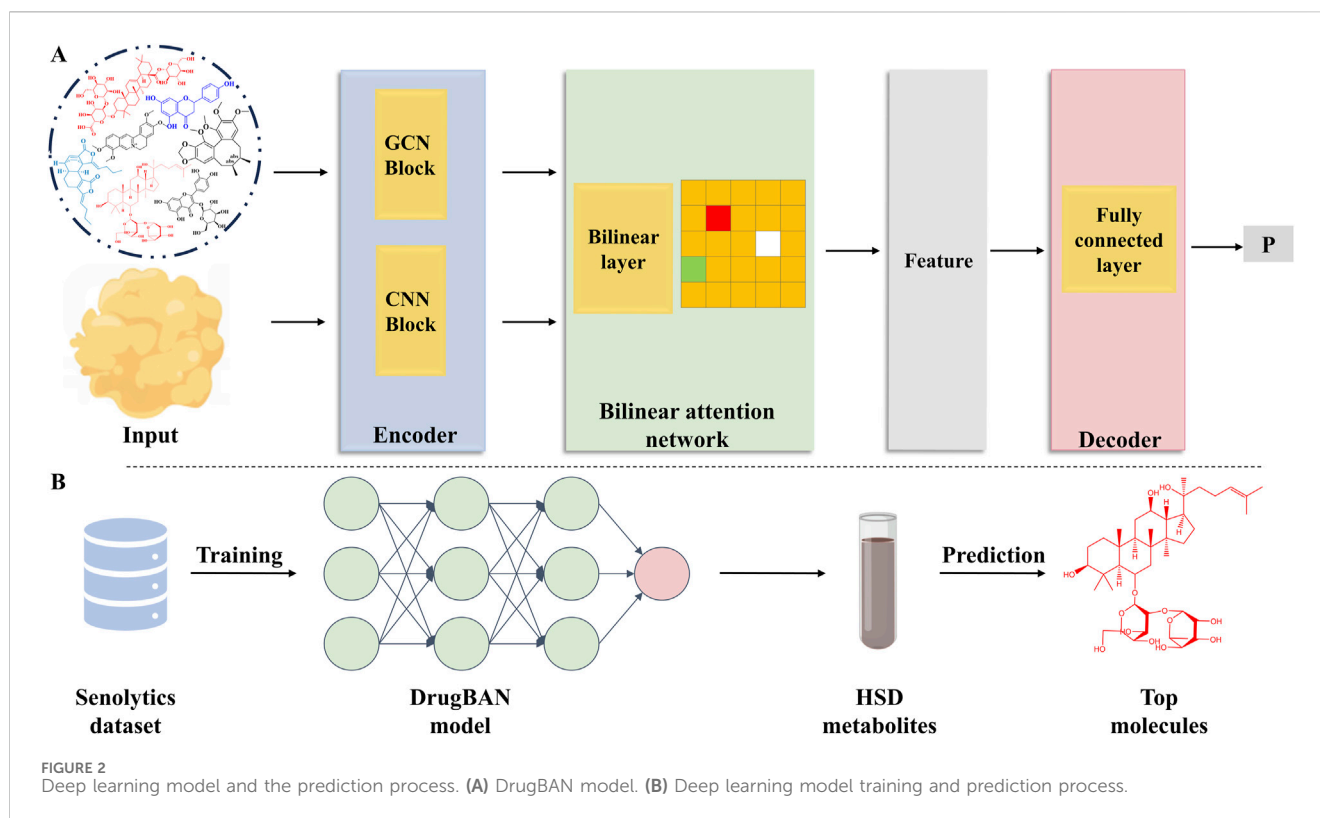 A
GCN
Block
CNN
Block
Bilinear
layer
Feature
Fully
connected
layer
P
Input
Encoder
Bilinear attention
network
Decoder
B
Training
Prediction
Senolytics
dataset
DrugBAN
model
HSD
metabolites
Top
molecules
FIGURE 2
Deep learning model and the prediction process. (A) DrugBAN model. (B) Deep learning model training and prediction process.